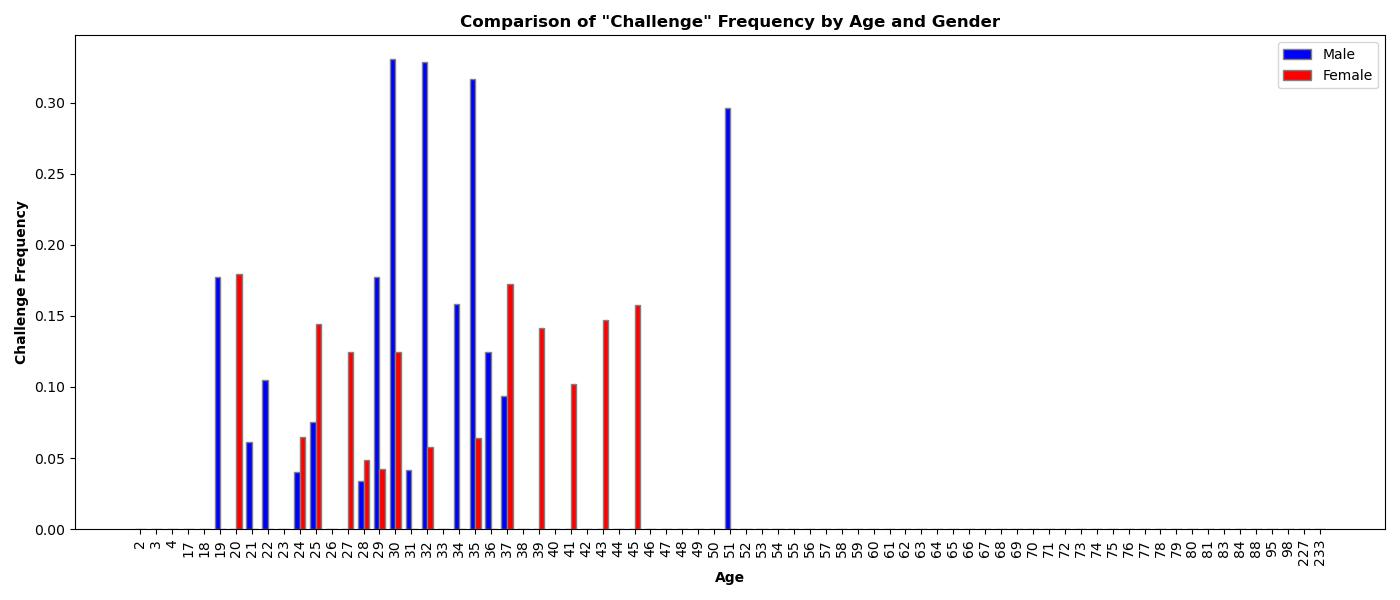 Comparison of "Challenge" Frequency by Age and Gender
Male
Female
Challenge Frequency
0.30
0.25
0.20
0.15
0.10
0.05
0.00
2 3 4 17 18 19 20 21 22 23 24 25 26 27 28 29 30 31 32 33 34 35 36 37 38 39 40 41 42 43 44 45 46 47 48 49 50 51 52 53 54 55 56 57 58 59 60 61 62 63 64 65 66 67 68 69 70 71 72 73 74 75 76 77 78 79 80 81 83 84 88 95 98 227 233
Age